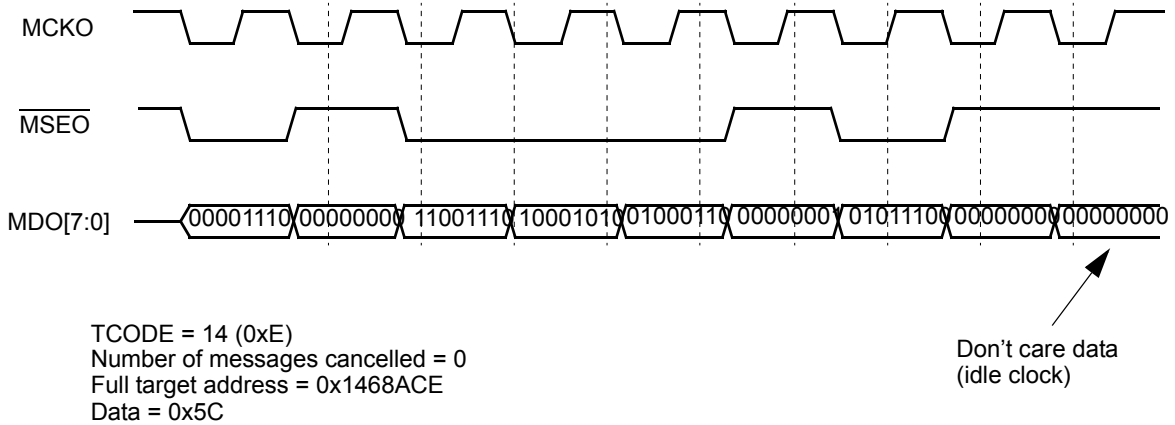 MCKO
MSEO
MDO[7:0]
00001110 00000000 11001110 10001010 01000110 00000001 01011100 00000000 00000000
TCODE = 14 (0xE)
Number of messages cancelled = 0
Full target address = 0x1468ACE
Data = 0x5C
Don't care data
(idle clock)